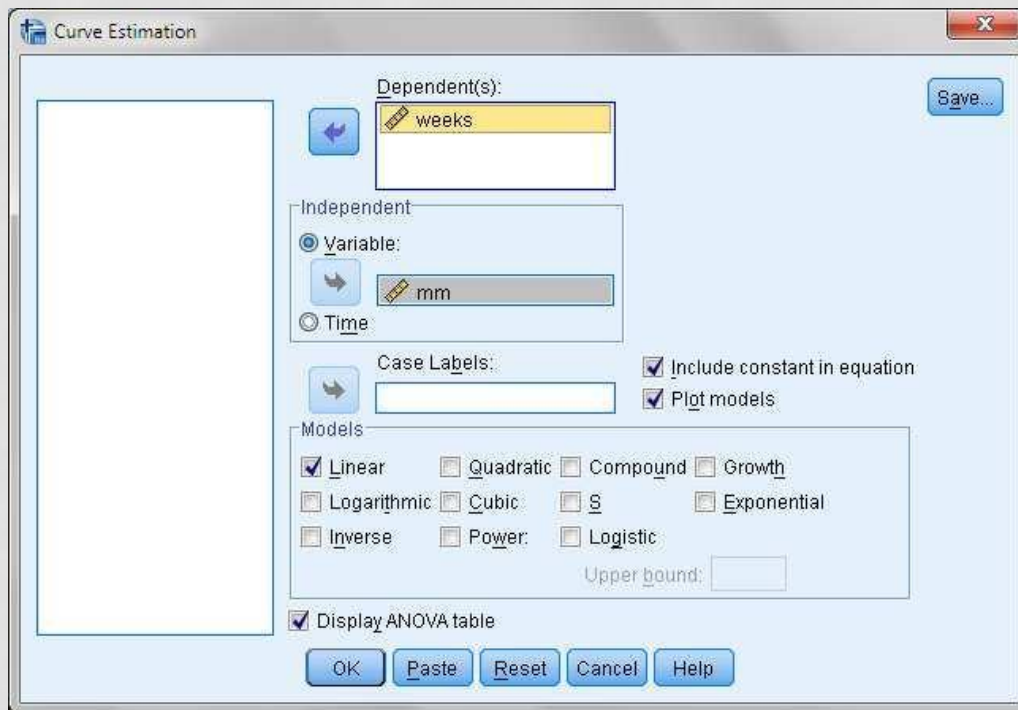 Curve Estimation
Dependent(s):
weeks
Save...
Independent
Variable:
mm
Time
Case Labels:
Include constant in equation
Plot models
Models
Linear Quadratic Compound Growth
Logarithmic Cubic S Exponential
Inverse Power: Logistic
Upper bound:
Display ANOVA table
OK Paste Reset Cancel Help